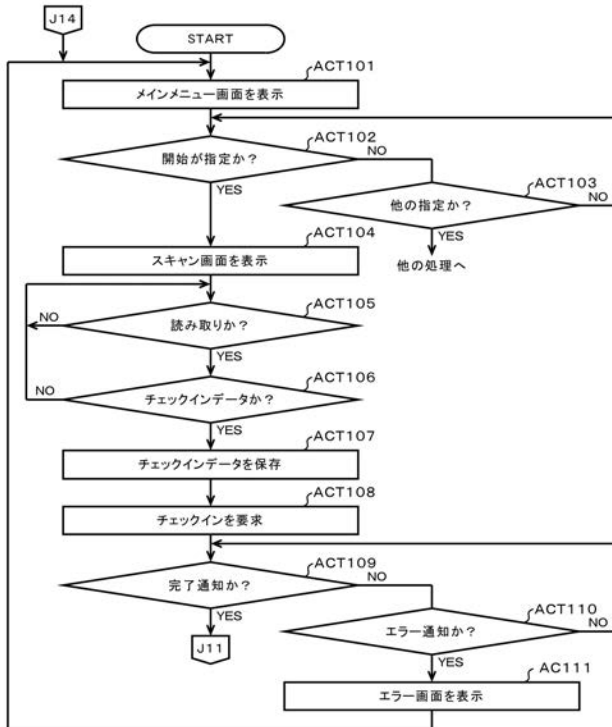 J14
START
ACT101
メインメニュー画面を表示
ACT102
開始が指定か？
NO
YES
ACT103
他の指定か？
NO
YES
他の処理へ
ACT104
スキャン画面を表示
ACT105
読み取りか？
NO
YES
ACT106
チェックインデータか？
NO
YES
ACT107
チェックインデータを保存
ACT108
チェックインを要求
ACT109
完了通知か？
NO
YES
J11
ACT110
エラー通知か？
NO
YES
AC111
エラー画面を表示